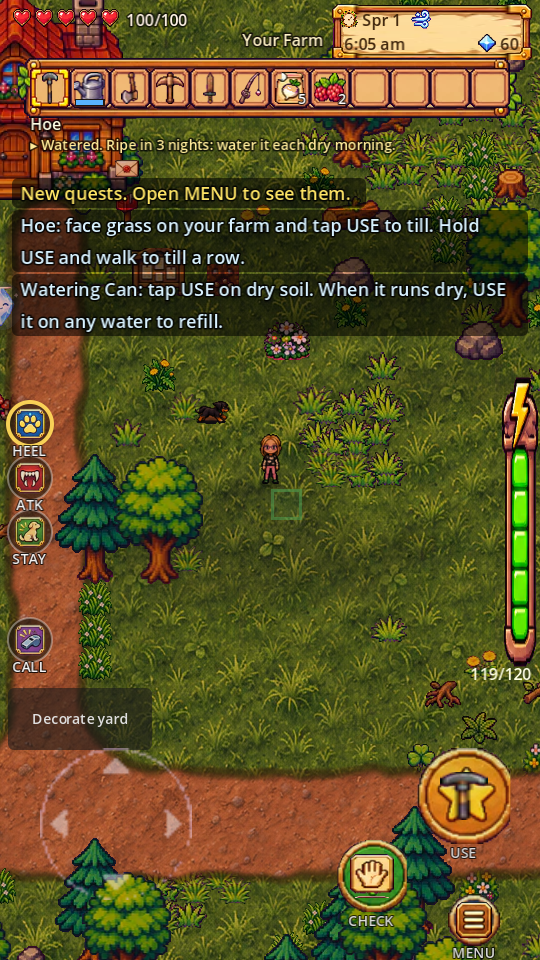 100/100
Spr 1
Your Farm
6:05 am
60
5
2
Hoe
▸ Watered. Ripe in 3 nights: water it each dry morning.
New quests. Open MENU to see them.
Hoe: face grass on your farm and tap USE to till. Hold
USE and walk to till a row.
Watering Can: tap USE on dry soil. When it runs dry, USE
it on any water to refill.
HEEL
ATK
STAY
CALL
119/120
Decorate yard
USE
CHECK
MENU